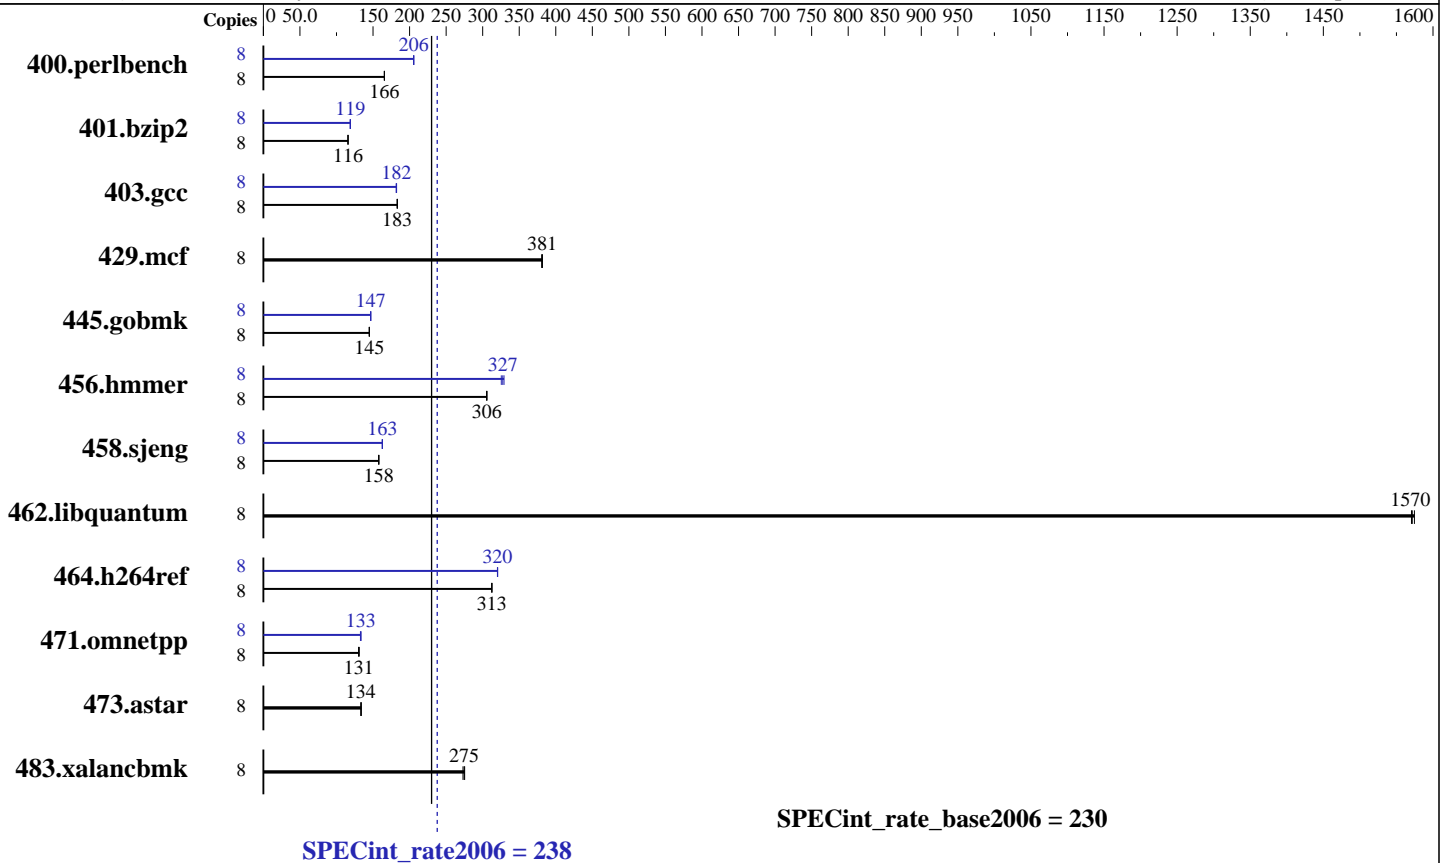 Copies 0 50.0 150 200 250 300 350 400 450 500 550 600 650 700 750 800 850 900 950 1050 1150 1250 1350 1450 1600
400.perlbench 8 206
8 166
401.bzip2 8 119
8 116
403.gcc 8 182
8 183
429.mcf 8 381
445.gobmk 8 147
8 145
456.hmmer 8 327
8 306
458.sjeng 8 163
8 158
462.libquantum 8 1570
464.h264ref 8 320
8 313
471.omnetpp 8 133
8 131
473.astar 8 134
483.xalancbmk 8 275
SPECint_rate_base2006 = 230
SPECint_rate2006 = 238